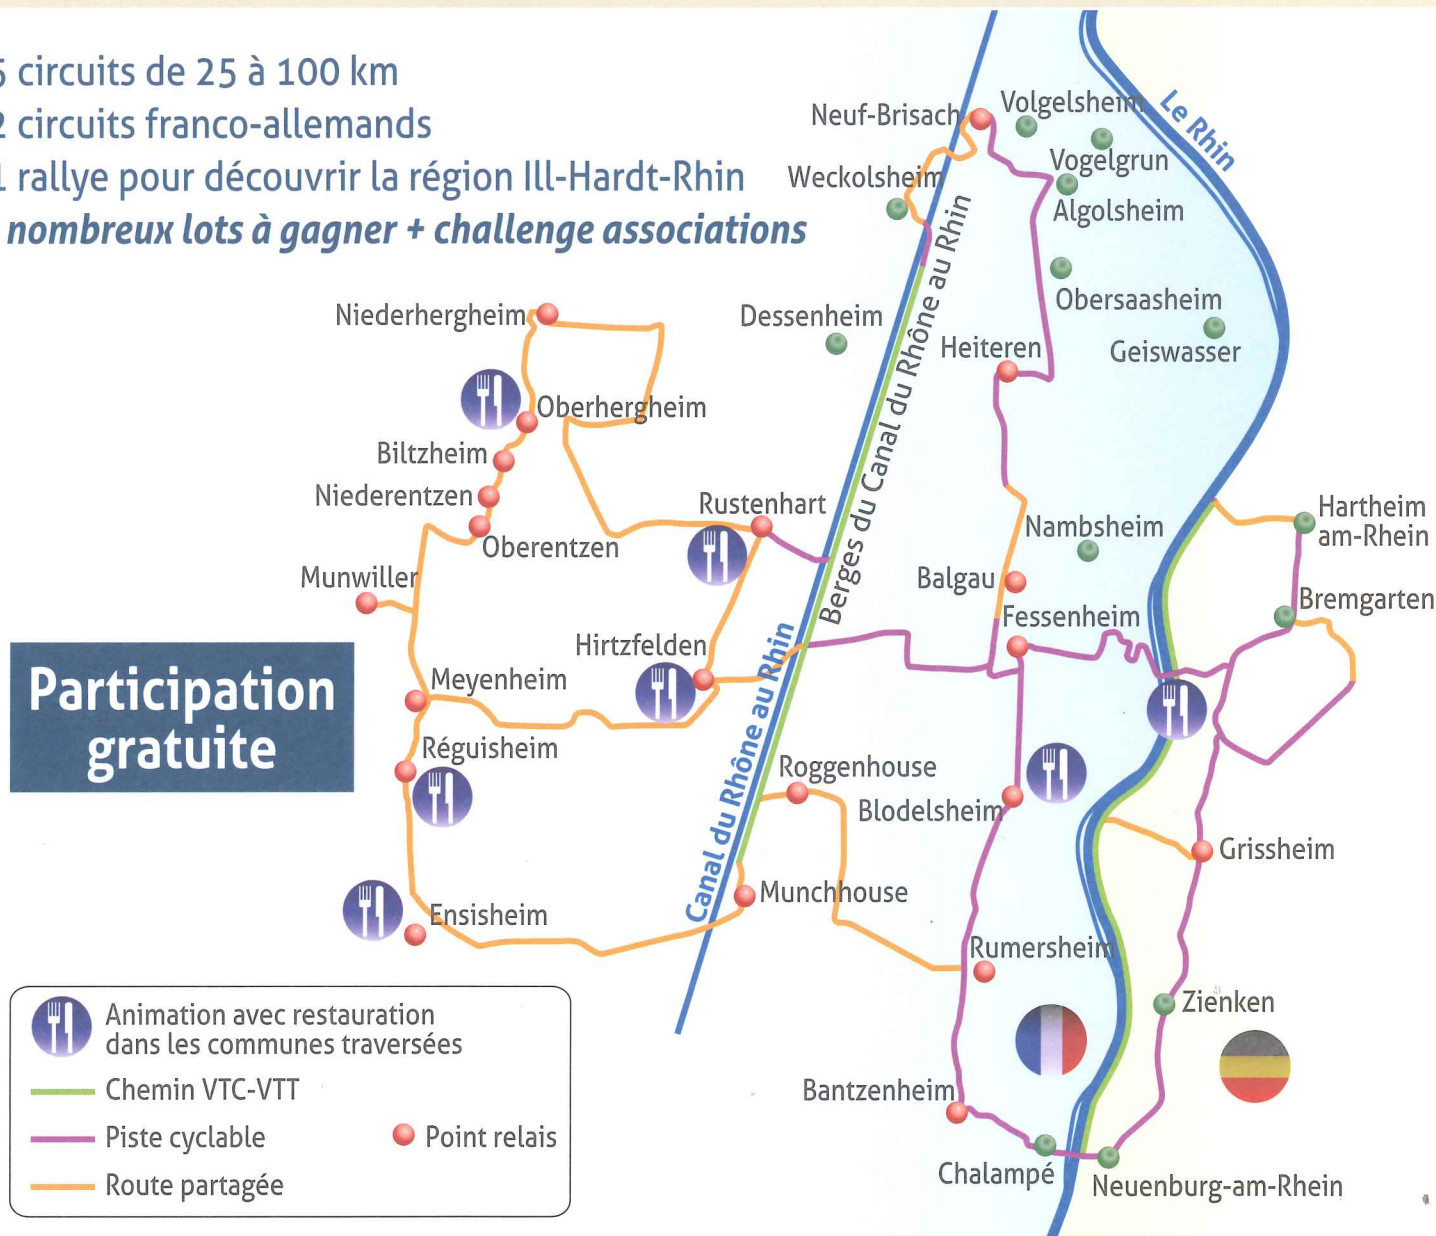 5 circuits de 25 à 100 km
2 circuits franco-allemands
1 rallye pour découvrir la région Ill-Hardt-Rhin
nombreux lots à gagner + challenge associations
Neuf-Brisach
Volgelsheim
Le Rhin
Vogelgrun
Weckolsheim
Algolsheim
Obersaasheim
Niederhergheim
Dessenheim
Heiteren
Geiswasser
Oberhergheim
Biltzheim
Niederentzen
Rustenhart
Berges du Canal du Rhône au Rhin
Hartheim
am-Rhein
Nambsheim
Oberentzen
Munwiller
Balgau
Bremgarten
Fessenheim
Hirtzfelden
Participation
gratuite
Meyenheim
Réguisheim
Canal du Rhône au Rhin
Roggenhouse
Blodelsheim
Grissheim
Munchhouse
Ensisheim
Rumersheim
Zienken
Bantzenheim
Chalampé
Neuenburg-am-Rhein
Animation avec restauration
dans les communes traversées
Chemin VTC-VTT
Piste cyclable
Point relais
Route partagée